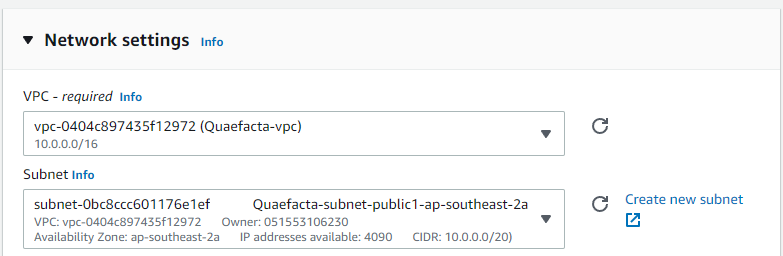 Network settings Info
VPC - required Info
vpc-0404c897435f12972 (Quaefacta-vpc)
10.0.0.0/16
Subnet Info
subnet-0bc8ccc601176e1ef Quaefacta-subnet-public1-ap-southeast-2a
VPC: vpc-0404c897435f12972 Owner: 051553106230
Availability Zone: ap-southeast-2a IP addresses available: 4090 CIDR: 10.0.0.0/20)
Create new subnet